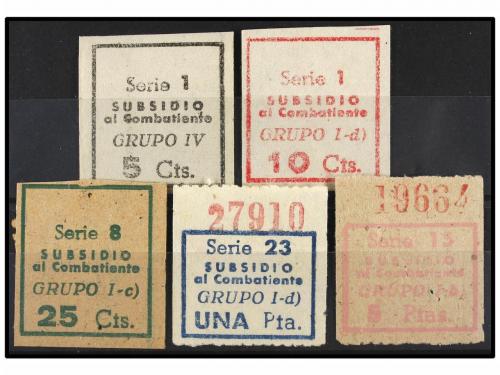 Serie 1
SUBSIDIO
al Combatiente
GRUPO IV
5 Cts.
Serie 1
SUBSIDIO
al Combatiente
GRUPO I-d)
10 Cts.
Serie 8
SUBSIDIO
al Combatiente
GRUPO I-c)
25 Cts.
27910
Serie 23
SUBSIDIO
al Combatiente
GRUPO I-d)
UNA Pta.
19664
Serie 15
SUBSIDIO
al Combatiente
GRUPO I-b)
5 Ptas.